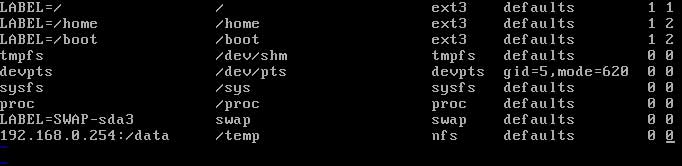 LABEL=/ / ext3 defaults 1 1
LABEL=/home /home ext3 defaults 1 2
LABEL=/boot /boot ext3 defaults 1 2
tmpfs /dev/shm tmpfs defaults 0 0
devpts /dev/pts devpts gid=5,mode=620 0 0
sysfs /sys sysfs defaults 0 0
proc /proc proc defaults 0 0
LABEL=SWAP-sda3 swap swap defaults 0 0
192.168.0.254:/data /temp nfs defaults 0 0